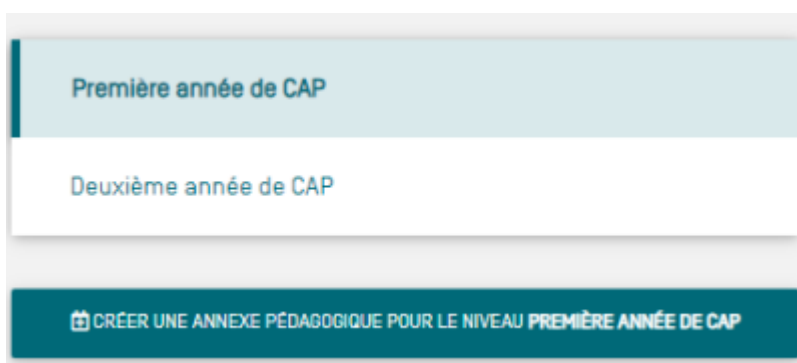 Première année de CAP
Deuxième année de CAP
CRÉER UNE ANNEXE PÉDAGOGIQUE POUR LE NIVEAU PREMIÈRE ANNÉE DE CAP